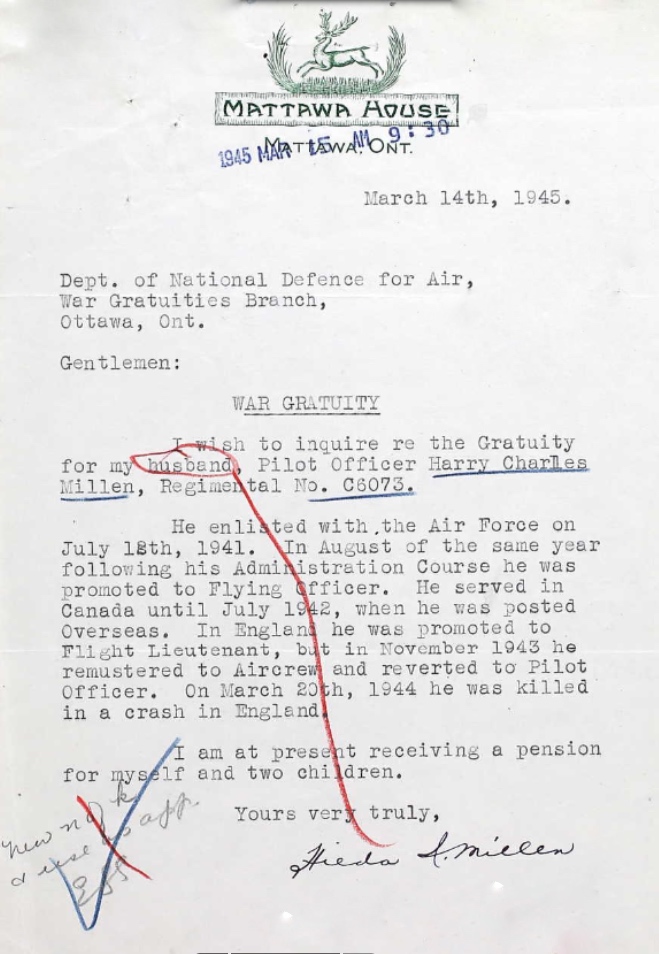 MATTAWA HOUSE
MATTAWA, ONT.
1945 MAR 15 AM 9:30
March 14th, 1945.
Dept. of National Defence for Air,
War Gratuities Branch,
Ottawa, Ont.
Gentlemen:
WAR GRATUITY
I wish to inquire re the Gratuity
for my husband, Pilot Officer Harry Charles
Millen, Regimental No. C6073.
He enlisted with the Air Force on
July 18th, 1941. In August of the same year
following his Administration Course he was
promoted to Flying Officer. He served in
Canada until July 1942, when he was posted
Overseas. In England he was promoted to
Flight Lieutenant, but in November 1943 he
remustered to Aircrew and reverted to Pilot
Officer. On March 20th, 1944 he was killed
in a crash in England.
I am at present receiving a pension
for myself and two children.
Yours very truly,
Hilda S. Millen